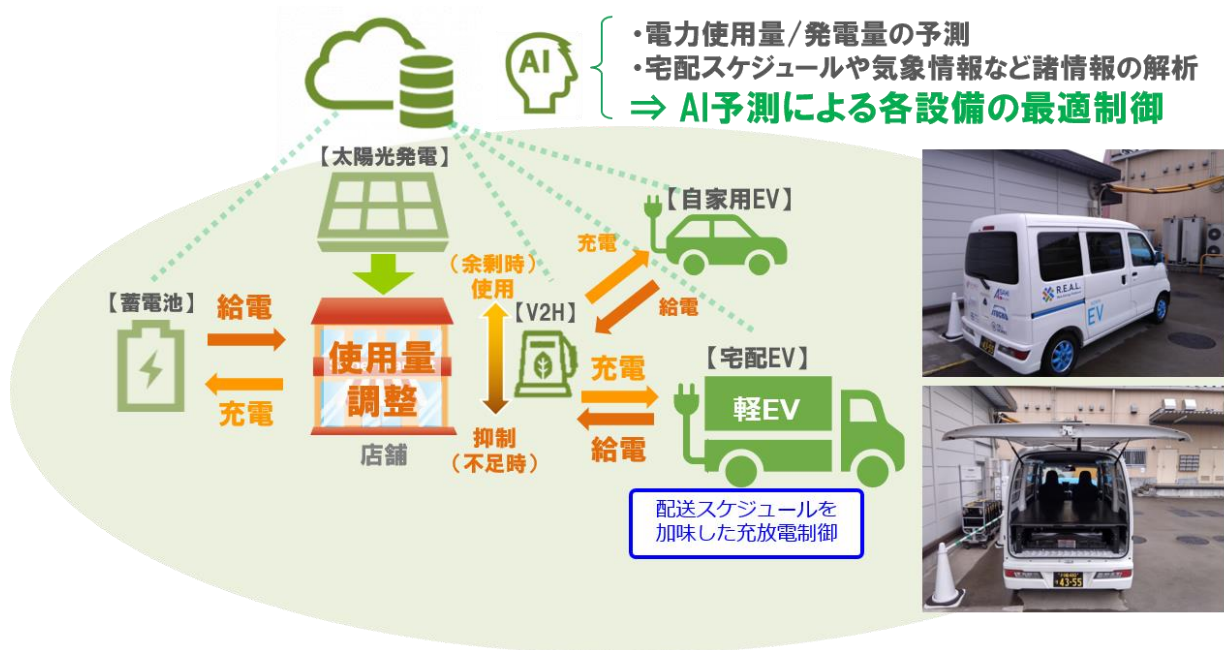 AI
・電力使用量/発電量の予測
・宅配スケジュールや気象情報など諸情報の解析
⇒ AI予測による各設備の最適制御
【太陽光発電】
【自家用EV】
充電
給電
(余剰時)
使用
【V2H】
【蓄電池】
給電
充電
使用量
調整
店舗
抑制
(不足時)
充電
給電
【宅配EV】
軽EV
配送スケジュールを
加味した充放電制御
R.E.A.L.
EV
43-55
43-55